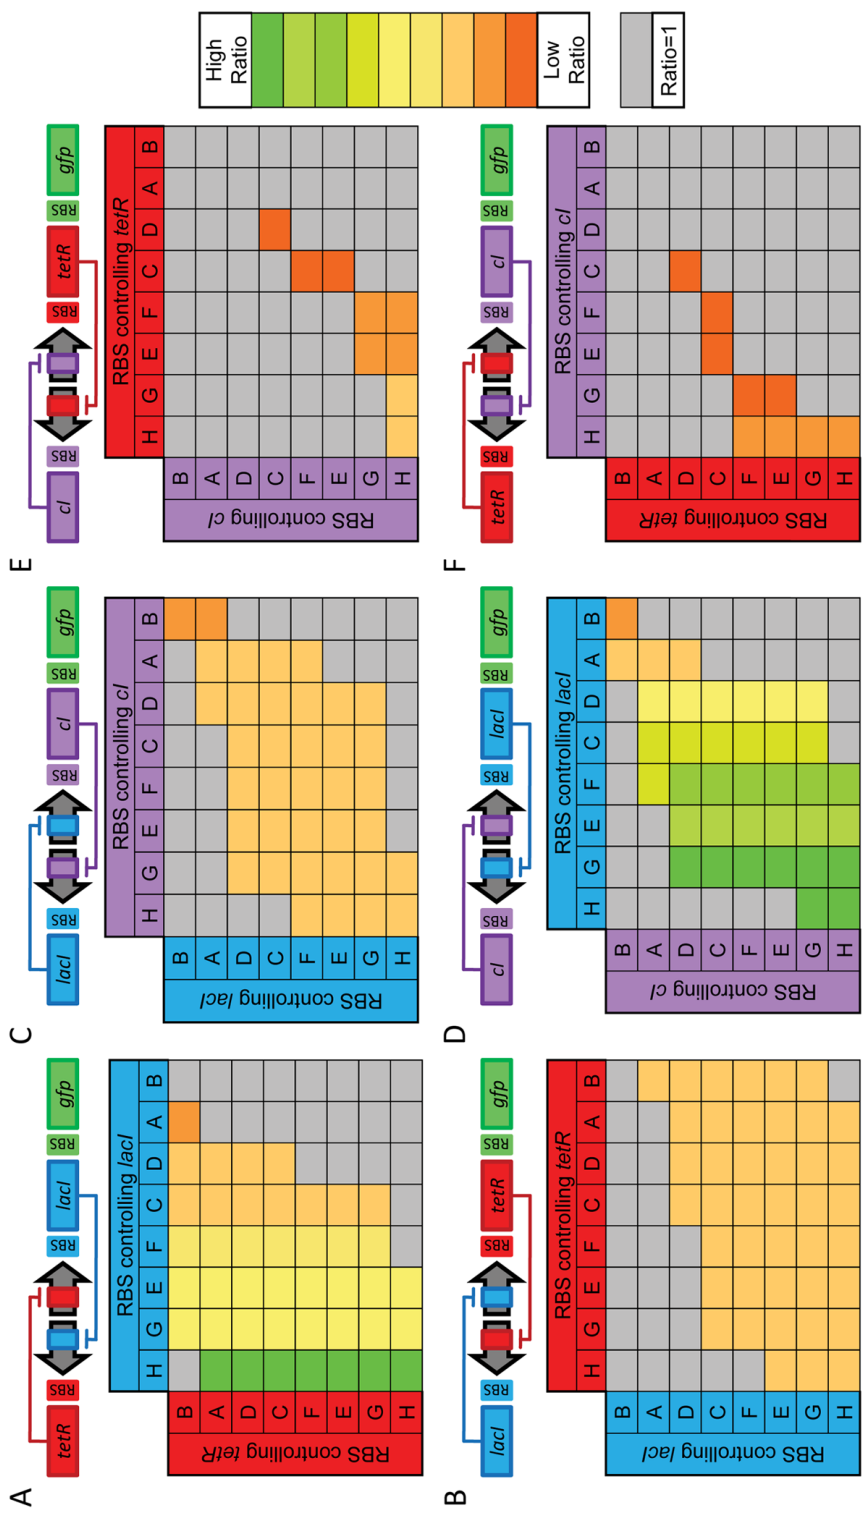 A
tetR RBS RBS lacI RBS gfp
RBS controlling lacI
H G E F C D A B
RBS controlling tetR
B
A
D
C
F
E
G
H
C
lacI RBS RBS cI RBS gfp
RBS controlling cI
H G E F C D A B
RBS controlling lacI
B
A
D
C
F
E
G
H
E
cI RBS RBS tetR RBS gfp
RBS controlling tetR
H G E F C D A B
RBS controlling cI
B
A
D
C
F
E
G
H
B
lacI RBS RBS tetR RBS gfp
RBS controlling tetR
H G E F C D A B
RBS controlling lacI
B
A
D
C
F
E
G
H
D
cI RBS RBS lacI RBS gfp
RBS controlling lacI
H G E F C D A B
RBS controlling cI
B
A
D
C
F
E
G
H
F
tetR RBS RBS cI RBS gfp
RBS controlling cI
H G E F C D A B
RBS controlling tetR
B
A
D
C
F
E
G
H
High
Ratio
Low
Ratio
Ratio=1